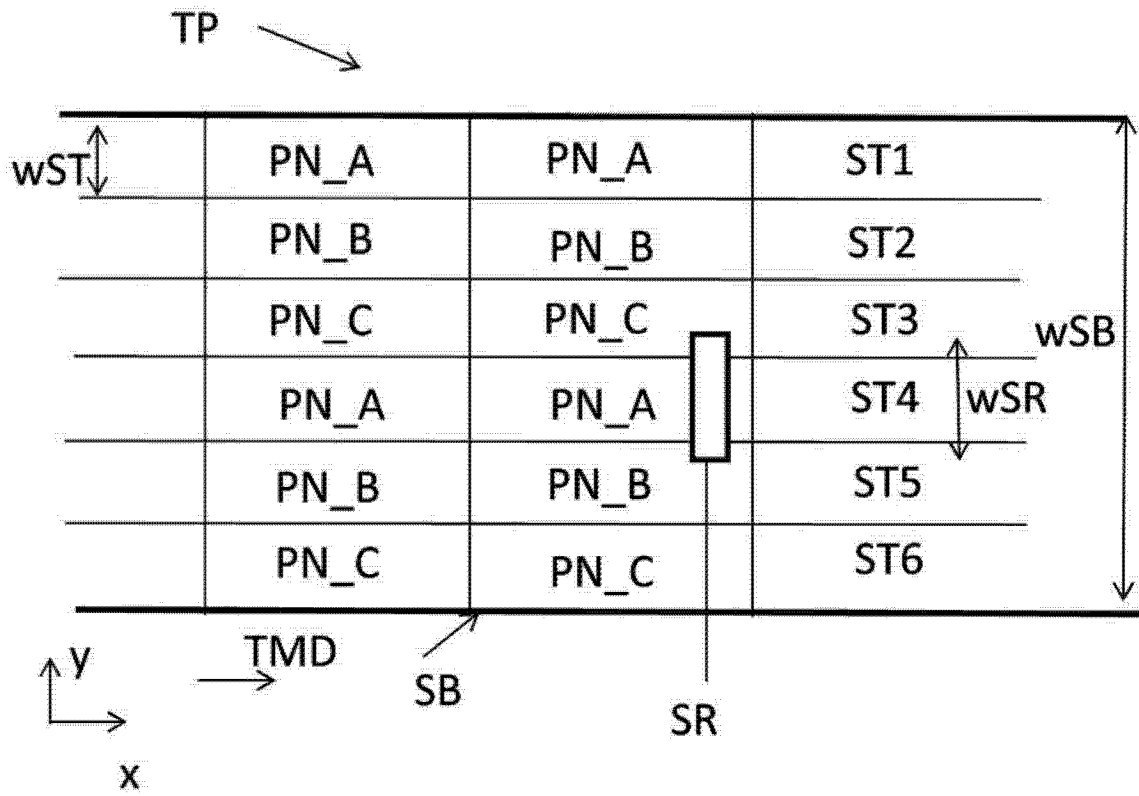 TP
wST PN_A PN_A ST1
PN_B PN_B ST2
PN_C PN_C ST3
wSB
PN_A PN_A ST4 wSR
PN_B PN_B ST5
PN_C PN_C ST6
y TMD
SB SR
x